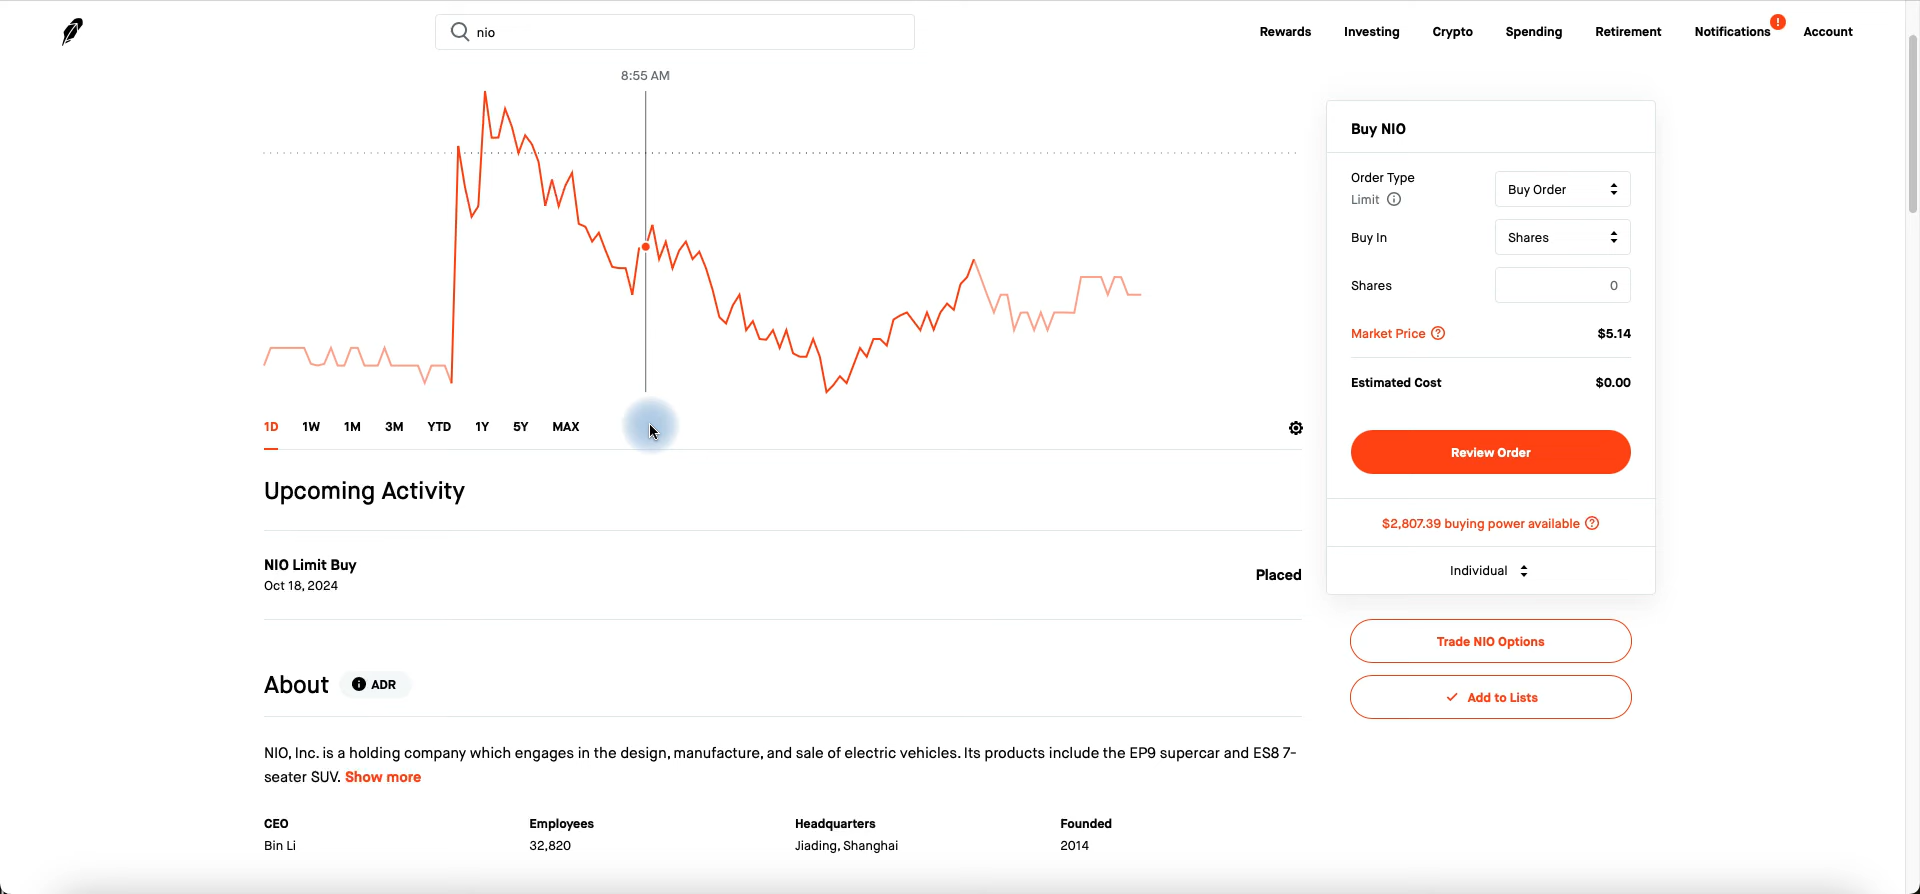 nio
Rewards
Investing
Crypto
Spending
Retirement
Notifications
!
Account
8:55 AM
1D
1W
1M
3M
YTD
1Y
5Y
MAX
Upcoming Activity
NIO Limit Buy
Oct 18, 2024
Placed
About
ADR
NIO, Inc. is a holding company which engages in the design, manufacture, and sale of electric vehicles. Its products include the EP9 supercar and ES8 7-
seater SUV. Show more
CEO
Bin Li
Employees
32,820
Headquarters
Jiading, Shanghai
Founded
2014
Buy NIO
Order Type
Limit
Buy Order
Buy In
Shares
Shares
0
Market Price
$5.14
Estimated Cost
$0.00
Review Order
$2,807.39 buying power available
Individual
Trade NIO Options
Add to Lists